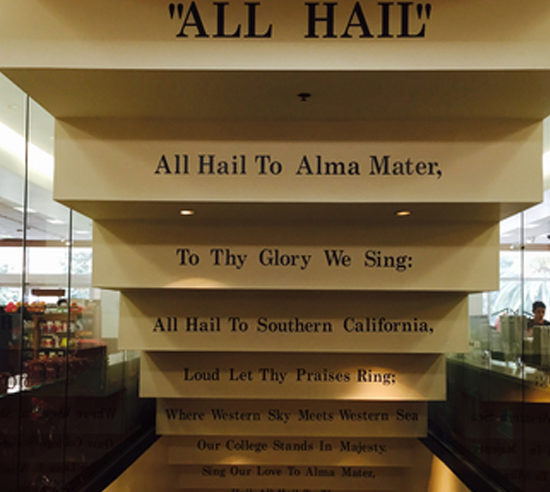 "ALL HAIL"
All Hail To Alma Mater,
To Thy Glory We Sing:
All Hail To Southern California,
Loud Let Thy Praises Ring;
Where Western Sky Meets Western Sea
Our College Stands In Majesty.
Sing Our Love To Alma Mater,